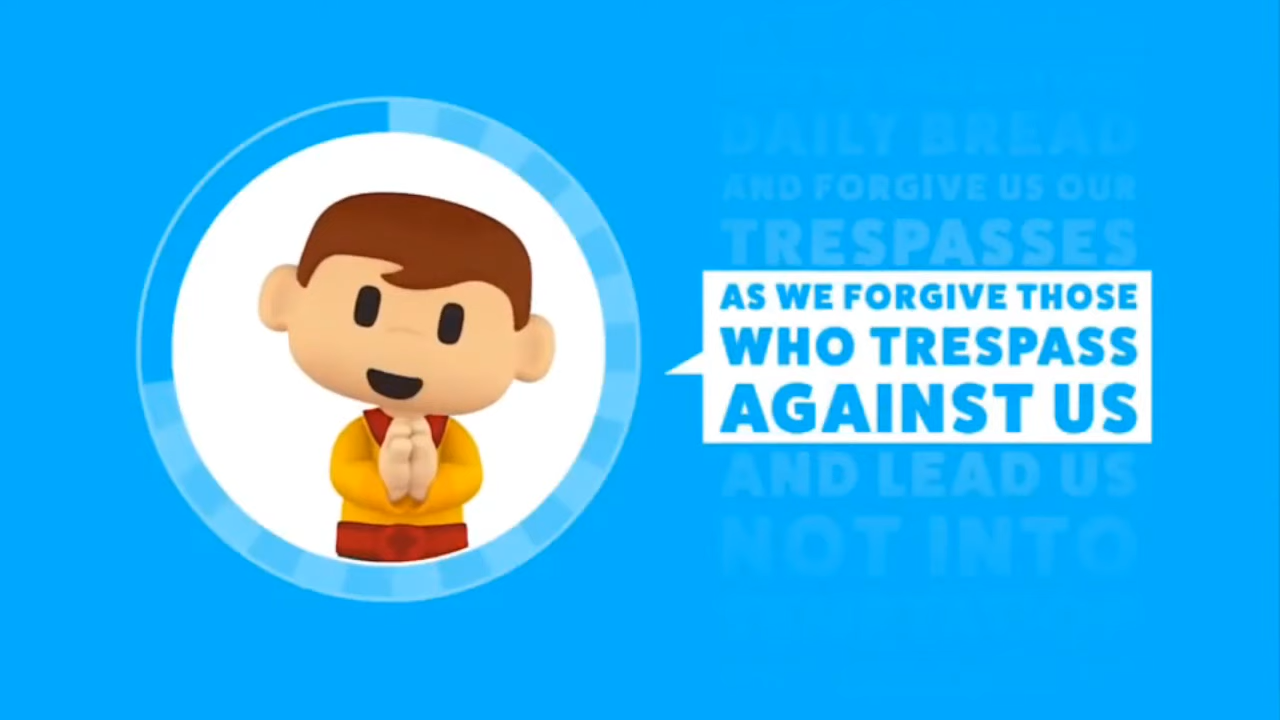 DAILY BREAD
AND FORGIVE US OUR
TRESPASSES
AS WE FORGIVE THOSE
WHO TRESPASS
AGAINST US
AND LEAD US
NOT INTO